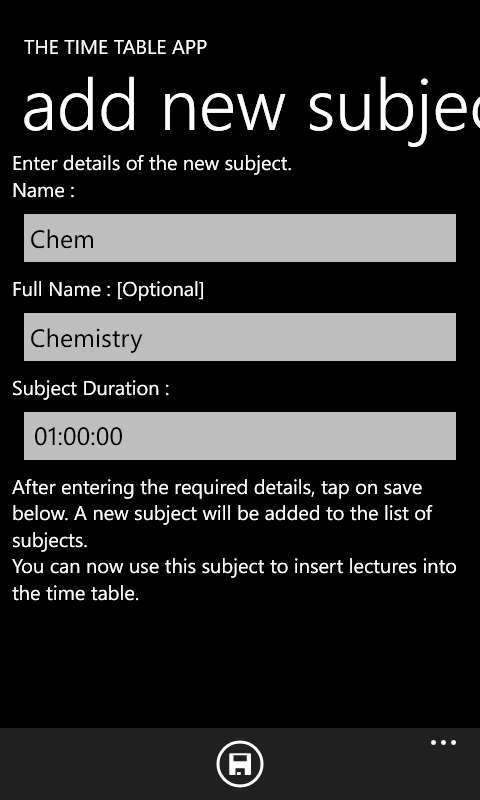 THE TIME TABLE APP
add new subjec
Enter details of the new subject.
Name :
Chem
Full Name : [Optional]
Chemistry
Subject Duration :
01:00:00
After entering the required details, tap on save
below. A new subject will be added to the list of
subjects.
You can now use this subject to insert lectures into
the time table.